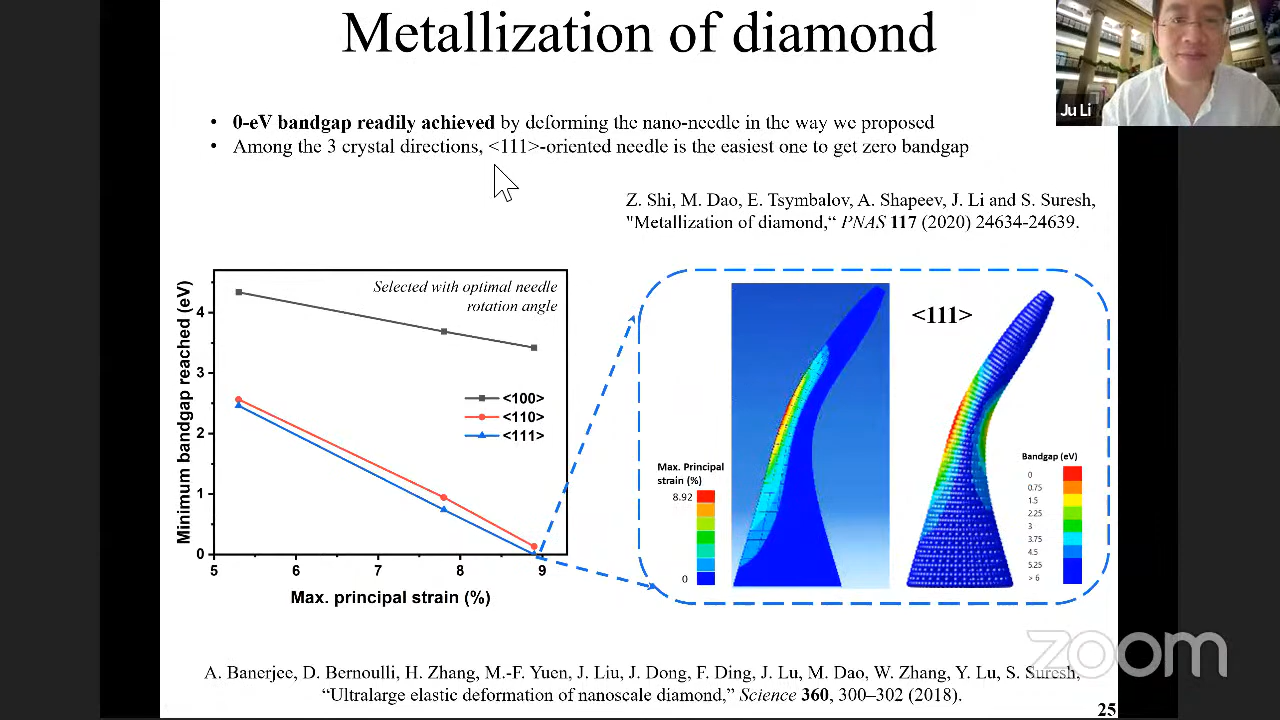 Metallization of diamond
Ju Li
• 0-eV bandgap readily achieved by deforming the nano-needle in the way we proposed
• Among the 3 crystal directions, <111>-oriented needle is the easiest one to get zero bandgap
Z. Shi, M. Dao, E. Tsymbalov, A. Shapeev, J. Li and S. Suresh,
"Metallization of diamond,“ PNAS 117 (2020) 24634-24639.
Minimum bandgap reached (eV)
4
3
2
1
0
Selected with optimal needle
rotation angle
<100>
<110>
<111>
5 6 7 8 9
Max. principal strain (%)
<111>
Max. Principal
strain (%)
8.92
0
Bandgap (eV)
0
0.75
1.5
2.25
3
3.75
4.5
5.25
> 6
zoom
A. Banerjee, D. Bernoulli, H. Zhang, M.-F. Yuen, J. Liu, J. Dong, F. Ding, J. Lu, M. Dao, W. Zhang, Y. Lu, S. Suresh,
“Ultralarge elastic deformation of nanoscale diamond,” Science 360, 300–302 (2018).
25